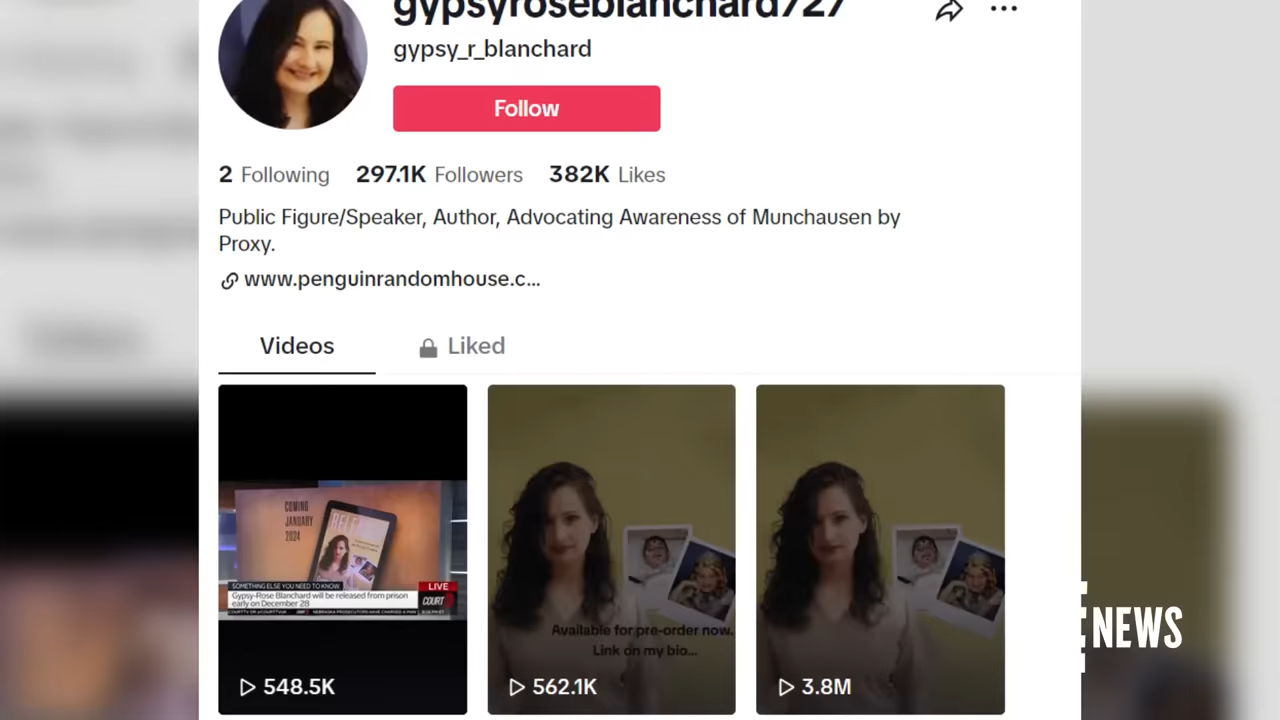 gypsyroseblanchard727
gypsy_r_blanchard
Follow
2 Following 297.1K Followers 382K Likes
Public Figure/Speaker, Author, Advocating Awareness of Munchausen by
Proxy.
www.penguinrandomhouse.c...
Videos
Liked
COMING
JANUARY
2024
SOMETHING ELSE YOU NEED TO KNOW
LIVE
Gypsy-Rose Blanchard will be released from prison
early on December 28
COURT
548.5K
Available for pre-order now.
Link on my bio...
562.1K
3.8M
E NEWS